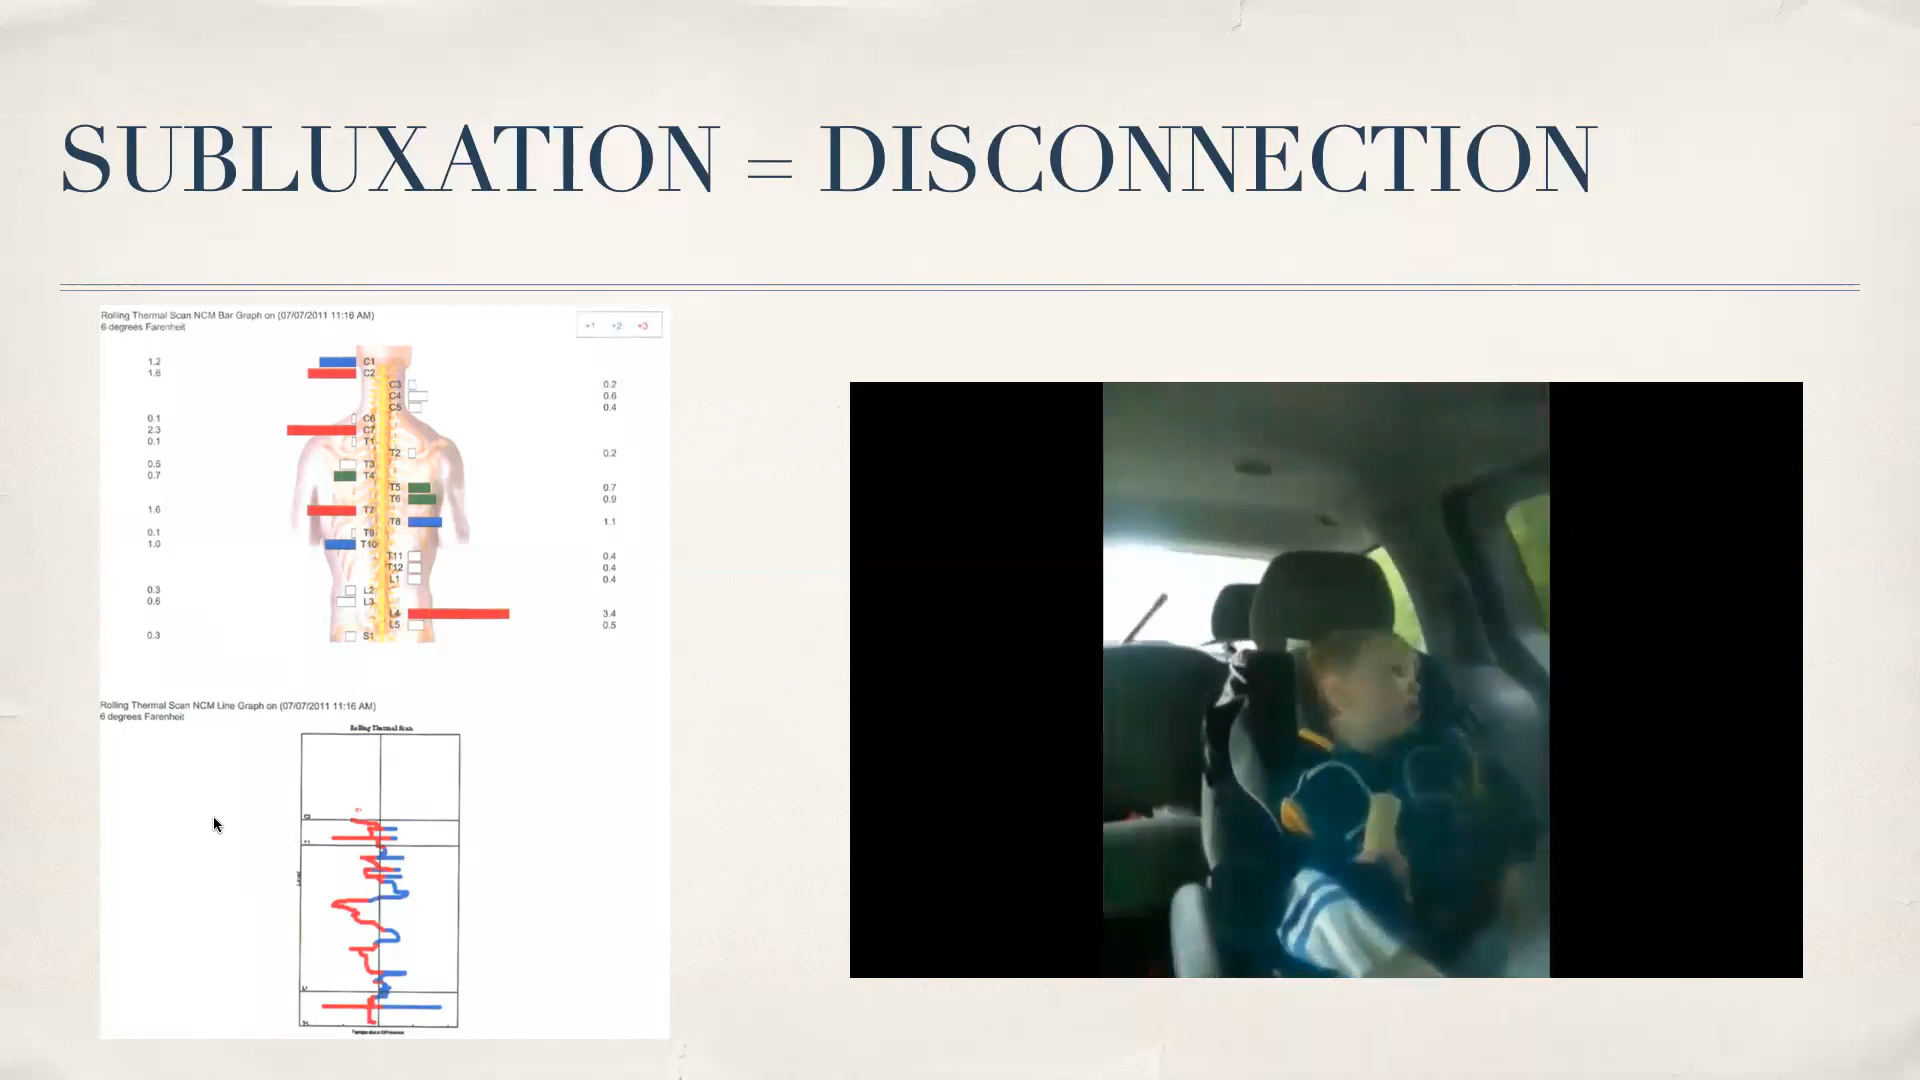 SUBLUXATION = DISCONNECTION
Rolling Thermal Scan NCM Bar Graph on (07/07/2011 11:16 AM)
6 degrees Farenheit
+1 +2 +3
1.2 C1
1.6 C2
C3 0.2
C4 0.6
C5 0.4
0.1 C6
2.3 C7
0.1 T1
T2 0.2
0.5 T3
0.7 T4
T5 0.7
T6 0.9
1.6 T7
T8 1.1
0.1 T9
1.0 T10
T11 0.4
T12 0.4
L1 0.4
0.3 L2
0.6 L3
L4 3.4
L5 0.5
0.3 S1
Rolling Thermal Scan NCM Line Graph on (07/07/2011 11:16 AM)
6 degrees Farenheit
Rolling Thermal Scan
Level
Temperature Difference